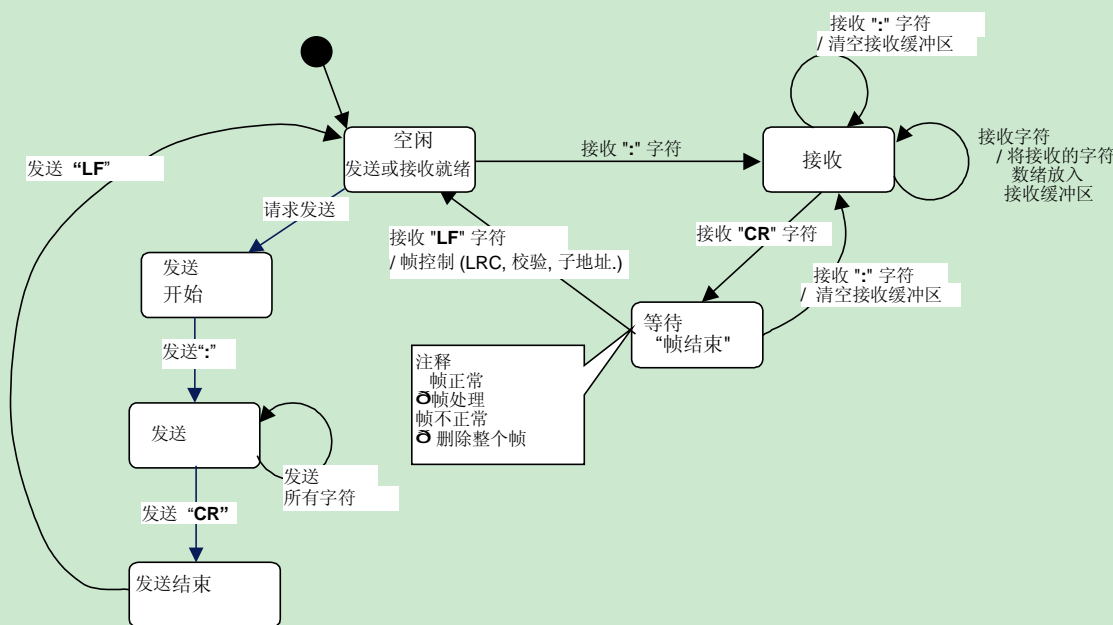 接收 ":" 字符
/ 清空接收缓冲区
空闲
发送或接收就绪
接收 ":" 字符
接收
接收字符
/ 将接收的字符
数绪放入
接收缓冲区
发送 “LF”
请求发送
接收 "LF" 字符
/ 帧控制 (LRC, 校验, 子地址.)
接收 "CR" 字符
接收 ":" 字符
/ 清空接收缓冲区
发送
开始
等待
“帧结束"
发送“:”
注释
帧正常
ð帧处理
帧不正常
ð 删除整个帧
发送
发送
所有字符
发送 “CR”
发送结束